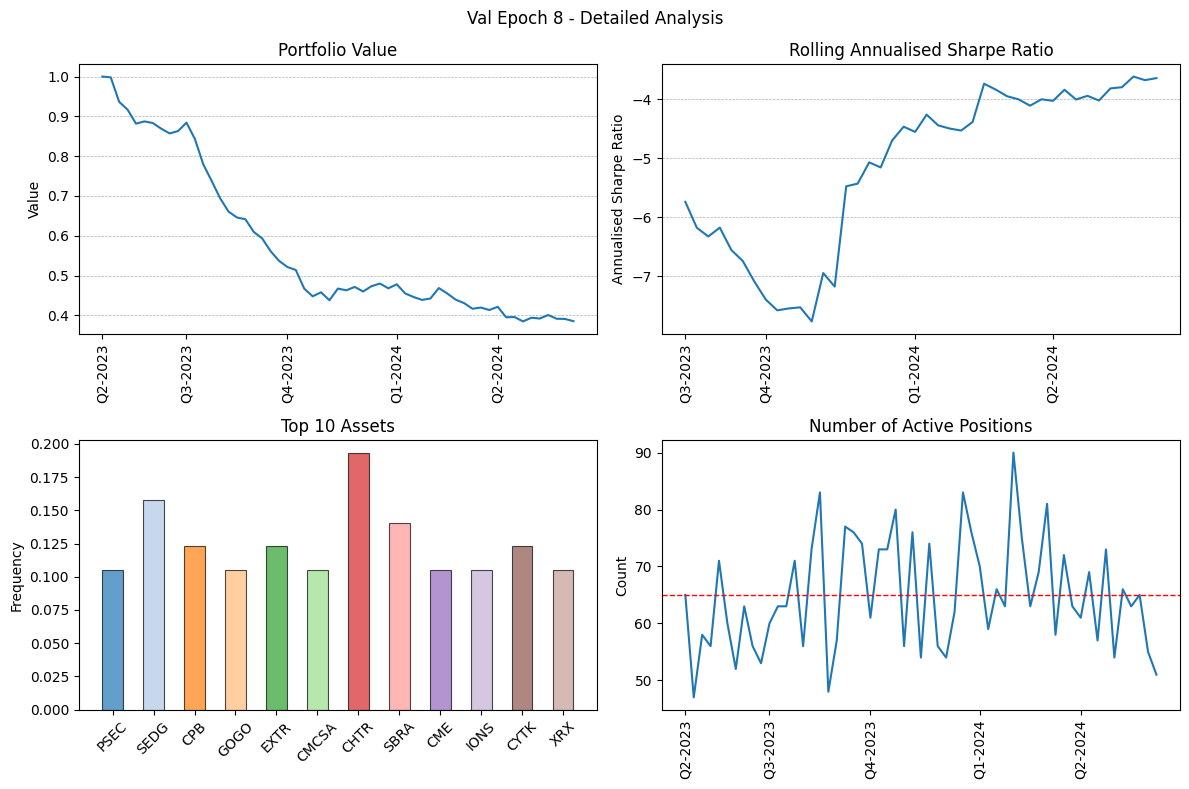 Val Epoch 8 - Detailed Analysis
Portfolio Value
Value
1.0
0.9
0.8
0.7
0.6
0.5
0.4
Q2-2023
Q3-2023
Q4-2023
Q1-2024
Q2-2024
Rolling Annualised Sharpe Ratio
Annualised Sharpe Ratio
−4
−5
−6
−7
Q3-2023
Q4-2023
Q1-2024
Q2-2024
Top 10 Assets
Frequency
0.200
0.175
0.150
0.125
0.100
0.075
0.050
0.025
0.000
PSEC
SEDG
CPB
GOGO
EXTR
CMCSA
CHTR
SBRA
CME
IONS
CYTK
XRX
Number of Active Positions
Count
90
80
70
60
50
Q2-2023
Q3-2023
Q4-2023
Q1-2024
Q2-2024